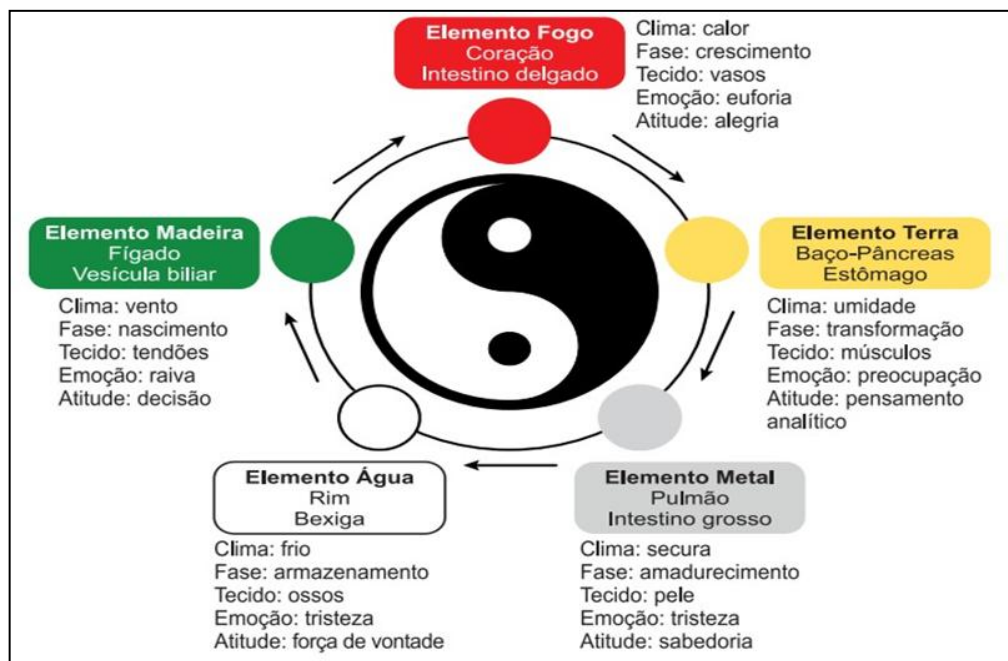 Elemento Fogo
Coração
Intestino delgado
Clima: calor
Fase: crescimento
Tecido: vasos
Emoção: euforia
Atitude: alegria
Elemento Madeira
Fígado
Vesícula biliar
Clima: vento
Fase: nascimento
Tecido: tendões
Emoção: raiva
Atitude: decisão
Elemento Terra
Baço-Pâncreas
Estômago
Clima: umidade
Fase: transformação
Tecido: músculos
Emoção: preocupação
Atitude: pensamento
analítico
Elemento Água
Rim
Bexiga
Clima: frio
Fase: armazenamento
Tecido: ossos
Emoção: tristeza
Atitude: força de vontade
Elemento Metal
Pulmão
Intestino grosso
Clima: secura
Fase: amadurecimento
Tecido: pele
Emoção: tristeza
Atitude: sabedoria